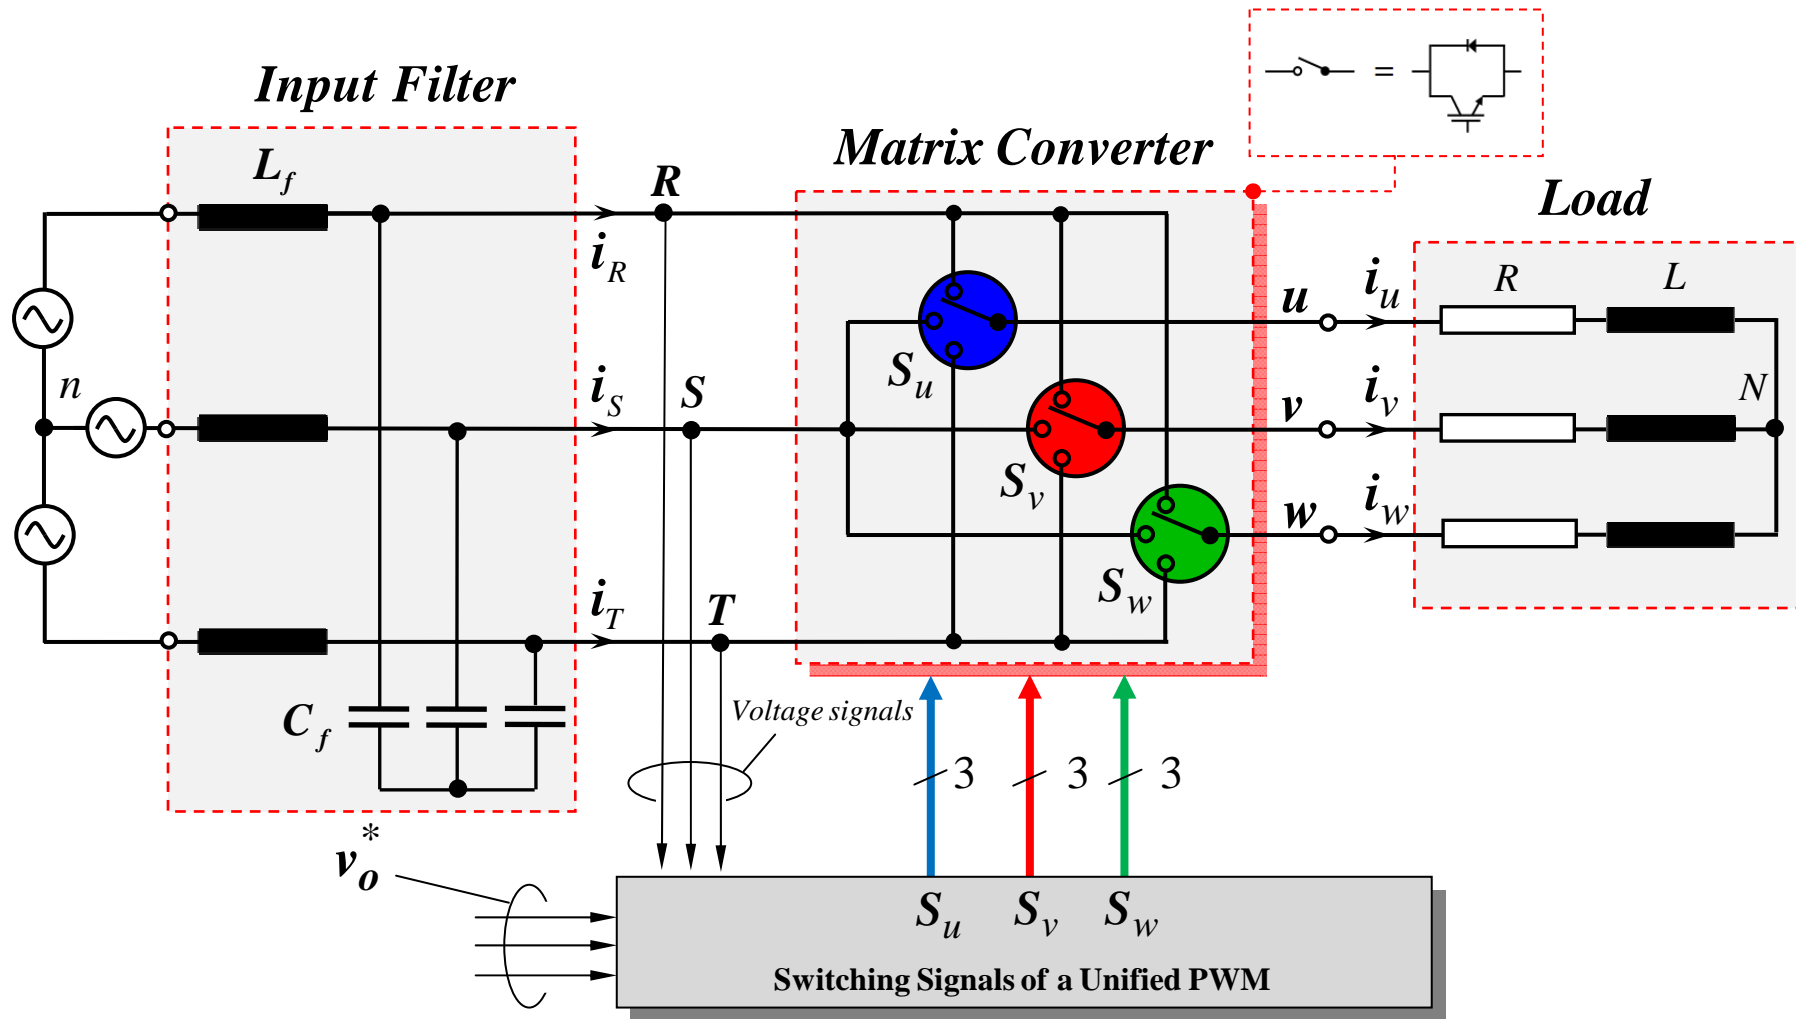 Input Filter
Matrix Converter
=
Load
L_f
R
i_R
R
L
u
i_u
S_u
n
i_S
S
v
i_v
N
S_v
w
i_w
i_T
T
S_w
C_f
Voltage signals
3
3
3
v_o^*
S_u
S_v
S_w
Switching Signals of a Unified PWM